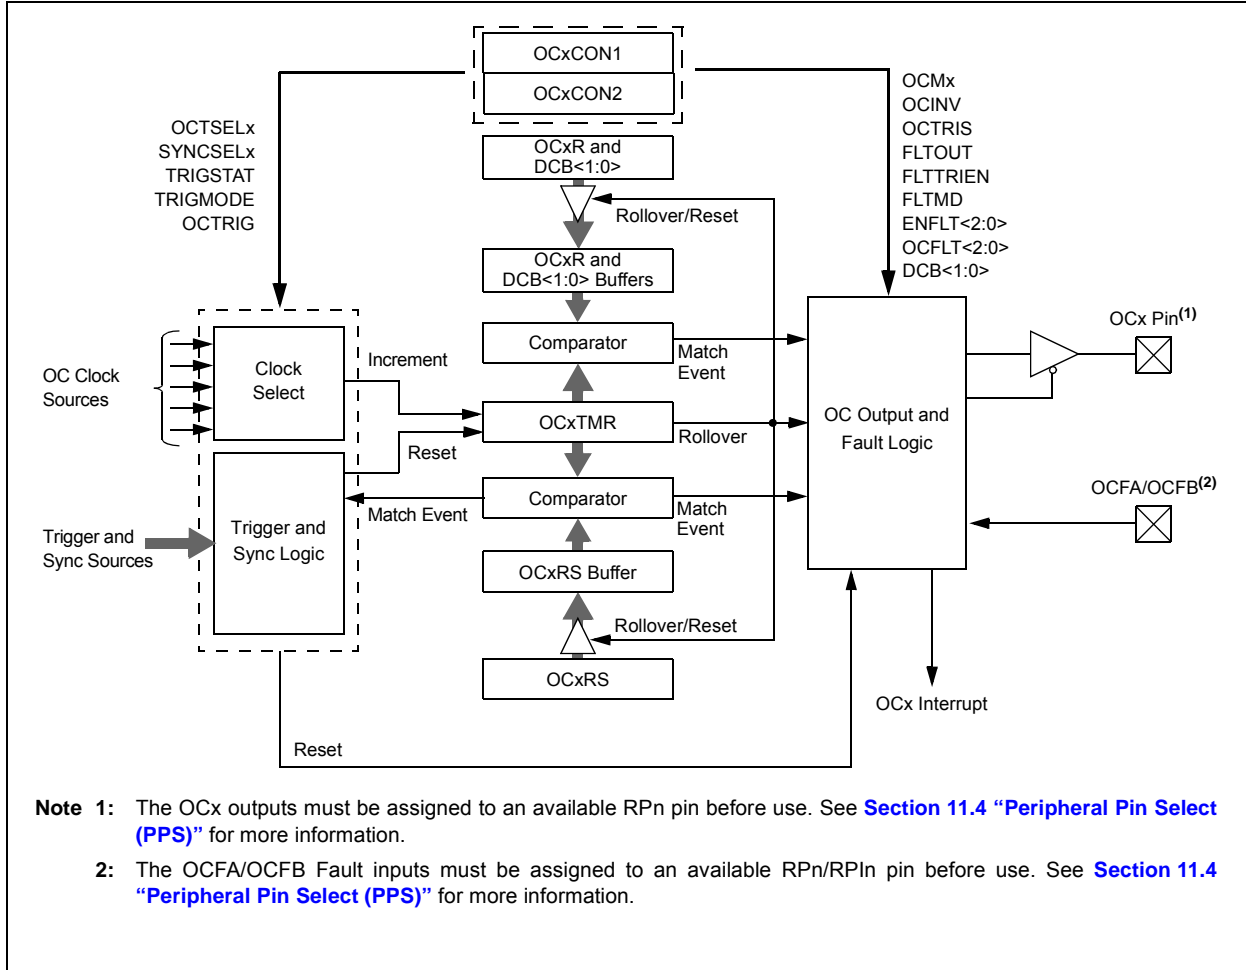 OCxCON1
OCxCON2
OCTSELx
SYNCSELx
TRIGSTAT
TRIGMODE
OCTRIG
OCMx
OCINV
OCTRIS
FLTOUT
FLTTRIEN
FLTMD
ENFLT<2:0>
OCFLT<2:0>
DCB<1:0>
OCxR and
DCB<1:0>
Rollover/Reset
OCxR and
DCB<1:0> Buffers
Comparator
Match
Event
OC Clock
Sources
Clock
Select
Increment
OCxTMR
Rollover
Reset
OC Output and
Fault Logic
OCx Pin(1)
OCFA/OCFB(2)
Trigger and
Sync Sources
Trigger and
Sync Logic
Match Event
Comparator
Match
Event
OCxRS Buffer
Rollover/Reset
OCxRS
OCx Interrupt
Reset
Note 1: The OCx outputs must be assigned to an available RPn pin before use. See Section 11.4 “Peripheral Pin Select
(PPS)” for more information.
2: The OCFA/OCFB Fault inputs must be assigned to an available RPn/RPIn pin before use. See Section 11.4
“Peripheral Pin Select (PPS)” for more information.